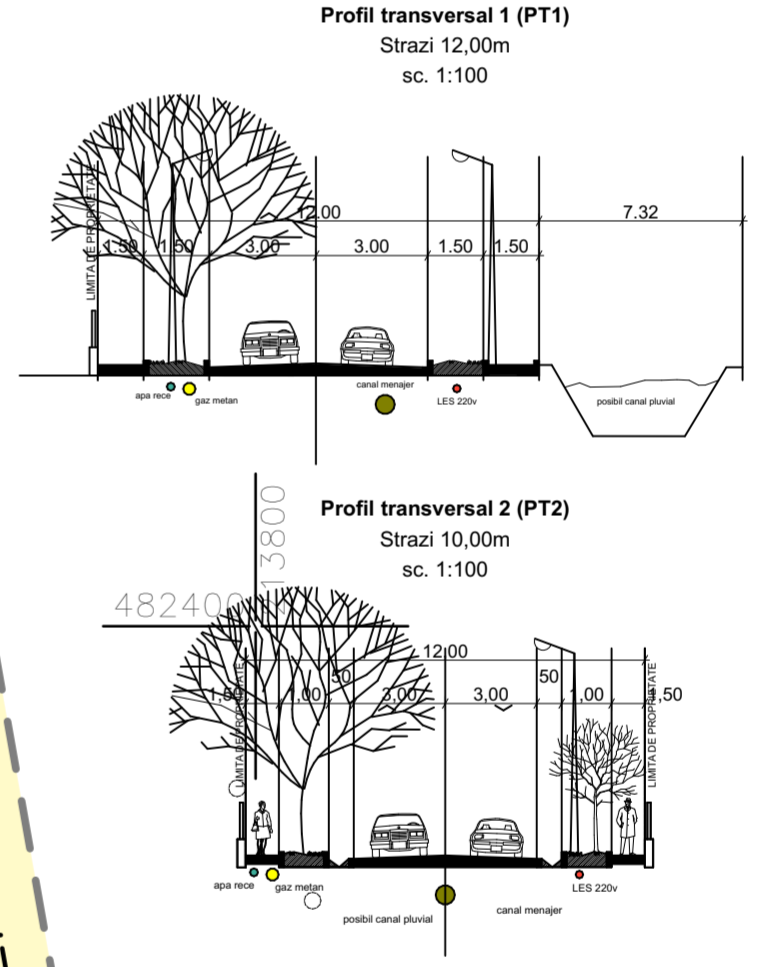 Profil transversal 1 (PT1)
Strazi 12,00m
sc. 1:100
LIMITA DE PROPRIETATE
12.00
7.32
1.50 1.50 3.00 3.00 1.50 1.50
apa rece
gaz metan
canal menajer
LES 220v
posibil canal pluvial
Profil transversal 2 (PT2)
Strazi 10,00m
sc. 1:100
13800
482400
12,00
50
50
1,50 1,00 3,00 3,00 1,00 1,50
LIMITA DE PROPRIETATE
LIMITA DE PROPRIETATE
apa rece
gaz metan
posibil canal pluvial
canal menajer
LES 220v